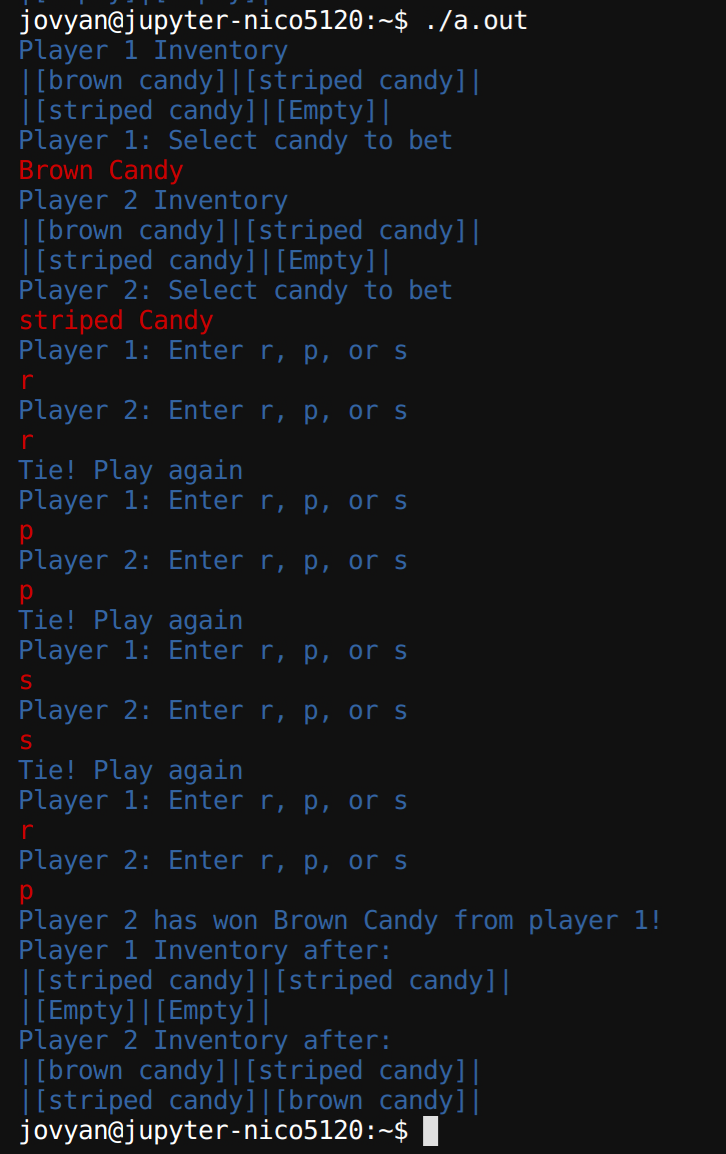 jovyan@jupyter-nico5120:~$ ./a.out
Player 1 Inventory
|[brown candy]|[striped candy]|
|[striped candy]|[Empty]|
Player 1: Select candy to bet
Brown Candy
Player 2 Inventory
|[brown candy]|[striped candy]|
|[striped candy]|[Empty]|
Player 2: Select candy to bet
striped Candy
Player 1: Enter r, p, or s
r
Player 2: Enter r, p, or s
r
Tie! Play again
Player 1: Enter r, p, or s
p
Player 2: Enter r, p, or s
p
Tie! Play again
Player 1: Enter r, p, or s
s
Player 2: Enter r, p, or s
s
Tie! Play again
Player 1: Enter r, p, or s
r
Player 2: Enter r, p, or s
p
Player 2 has won Brown Candy from player 1!
Player 1 Inventory after:
|[striped candy]|[striped candy]|
|[Empty]|[Empty]|
Player 2 Inventory after:
|[brown candy]|[striped candy]|
|[striped candy]|[brown candy]|
jovyan@jupyter-nico5120:~$